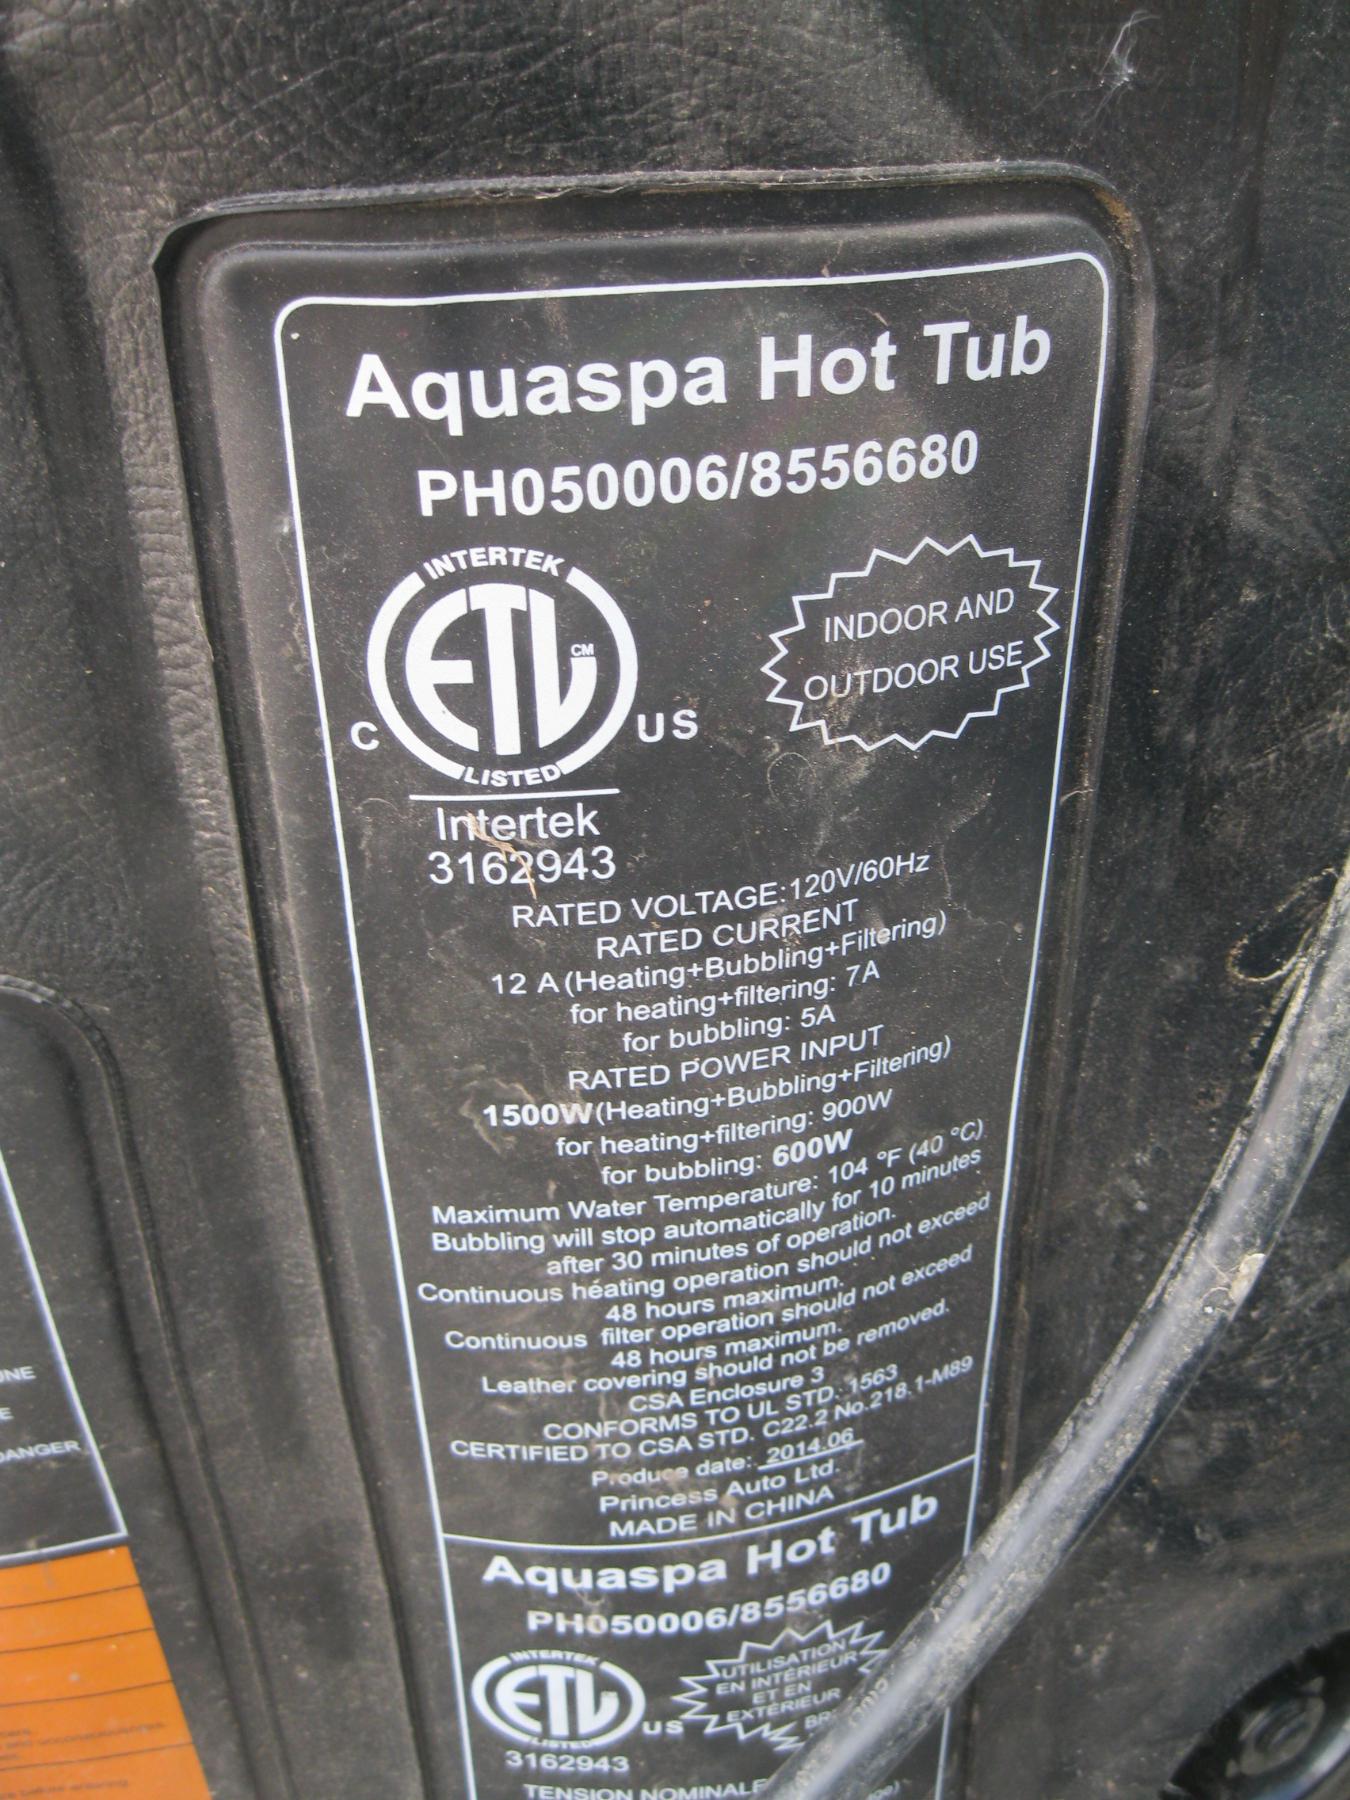 Aquaspa Hot Tub
PH050006/8556680
INTERTEK
ETL CM
C US
LISTED
Intertek
3162943
INDOOR AND
OUTDOOR USE
RATED VOLTAGE:120V/60Hz
RATED CURRENT
12 A (Heating+Bubbling+Filtering)
for heating+filtering: 7A
for bubbling: 5A
RATED POWER INPUT
1500W(Heating+Bubbling+Filtering)
for heating+filtering: 900W
for bubbling: 600W
Maximum Water Temperature: 104 °F (40 °C)
Bubbling will stop automatically for 10 minutes
after 30 minutes of operation.
Continuous heating operation should not exceed
48 hours maximum.
Continuous filter operation should not exceed
48 hours maximum.
Leather covering should not be removed.
CSA Enclosure 3
CONFORMS TO UL STD.: 1563
CERTIFIED TO CSA STD. C22.2 No.218.1-M89
Produce date: 2014.06
Princess Auto Ltd.
MADE IN CHINA
Aquaspa Hot Tub
PH050006/8556680
INTERTEK
ETL
US
LISTED
3162943
UTILISATION
EN INTÉRIEUR
ET EN
EXTÉRIEUR
TENSION NOMINALE
DANGER